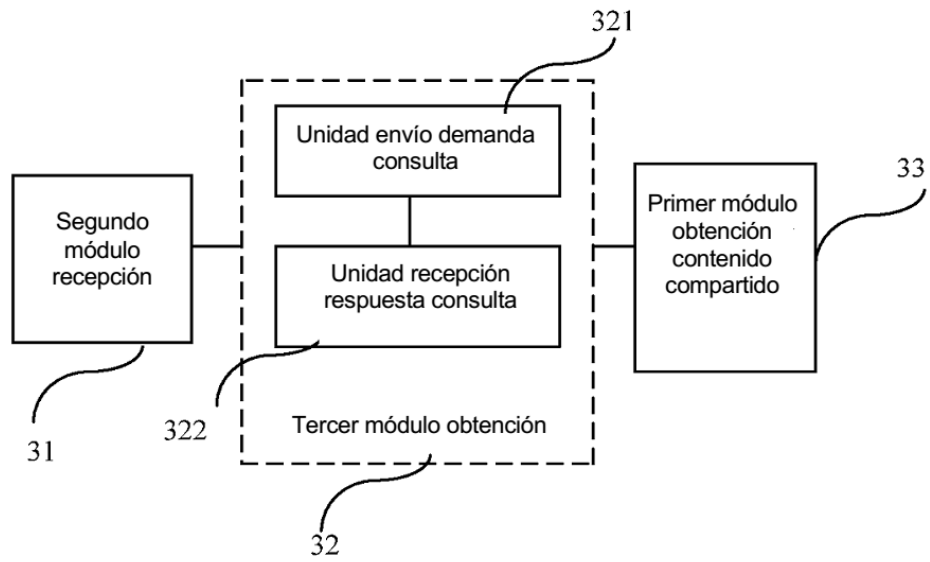 321
Unidad envío demanda
consulta
33
Segundo
módulo
recepción
Primer módulo
obtención
contenido
compartido
Unidad recepción
respuesta consulta
31
322
Tercer módulo obtención
32